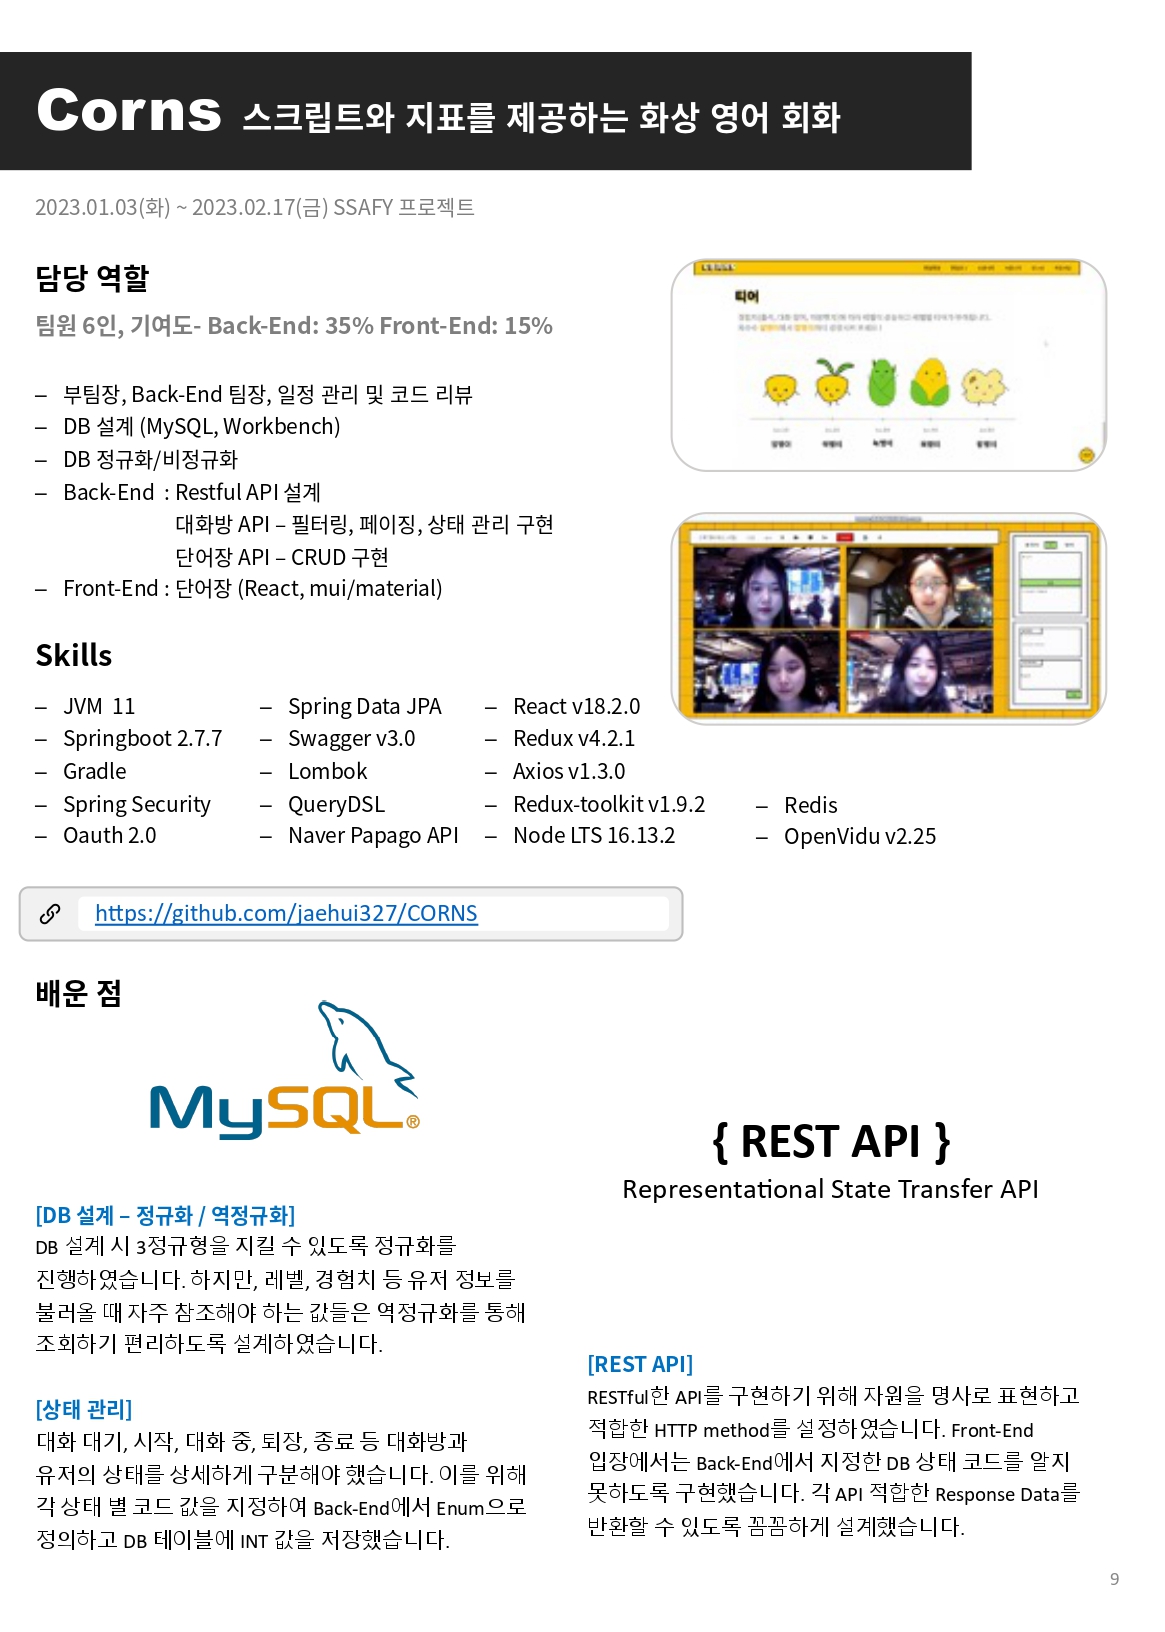 Corns 스크립트와 지표를 제공하는 화상 영어 회화
2023.01.03(화) ~ 2023.02.17(금) SSAFY 프로젝트
담당 역할
팀원 6인, 기여도- Back-End: 35% Front-End: 15%
– 부팀장, Back-End 팀장, 일정 관리 및 코드 리뷰
– DB 설계 (MySQL, Workbench)
– DB 정규화/비정규화
– Back-End : Restful API 설계
대화방 API – 필터링, 페이징, 상태 관리 구현
단어장 API – CRUD 구현
– Front-End : 단어장 (React, mui/material)
티어
Skills
– JVM 11
– Springboot 2.7.7
– Gradle
– Spring Security
– Oauth 2.0
– Spring Data JPA
– Swagger v3.0
– Lombok
– QueryDSL
– Naver Papago API
– React v18.2.0
– Redux v4.2.1
– Axios v1.3.0
– Redux-toolkit v1.9.2
– Node LTS 16.13.2
– Redis
– OpenVidu v2.25
https://github.com/jaehui327/CORNS
배운 점
MySQL®
[DB 설계 – 정규화 / 역정규화]
DB 설계 시 3정규형을 지킬 수 있도록 정규화를
진행하였습니다. 하지만, 레벨, 경험치 등 유저 정보를
불러올 때 자주 참조해야 하는 값들은 역정규화를 통해
조회하기 편리하도록 설계하였습니다.
[상태 관리]
대화 대기, 시작, 대화 중, 퇴장, 종료 등 대화방과
유저의 상태를 상세하게 구분해야 했습니다. 이를 위해
각 상태 별 코드 값을 지정하여 Back-End에서 Enum으로
정의하고 DB 테이블에 INT 값을 저장했습니다.
{ REST API }
Representational State Transfer API
[REST API]
RESTful한 API를 구현하기 위해 자원을 명사로 표현하고
적합한 HTTP method를 설정하였습니다. Front-End
입장에서는 Back-End에서 지정한 DB 상태 코드를 알지
못하도록 구현했습니다. 각 API 적합한 Response Data를
반환할 수 있도록 꼼꼼하게 설계했습니다.
9